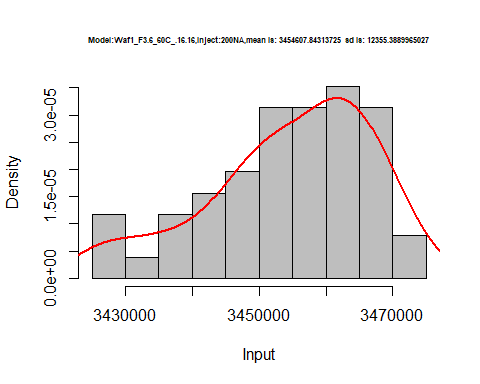 Model:Waf1_F3.6_60C_.16.16,Inject:200NA,mean is: 3454607.84313725 sd is: 12355.3889965027
Density
3.0e-05
1.5e-05
0.0e+00
3430000 3450000 3470000
Input